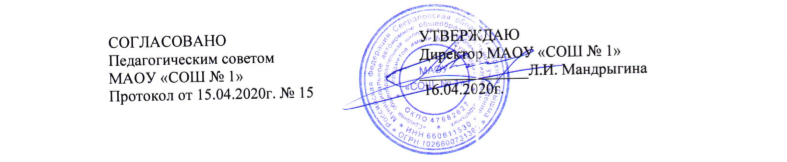 СОГЛАСОВАНО
Педагогическим советом
МАОУ «СОШ № 1»
Протокол от 15.04.2020г. № 15
УТВЕРЖДАЮ
Директор МАОУ «СОШ № 1»
Л.И. Мандрыгина
16.04.2020г.